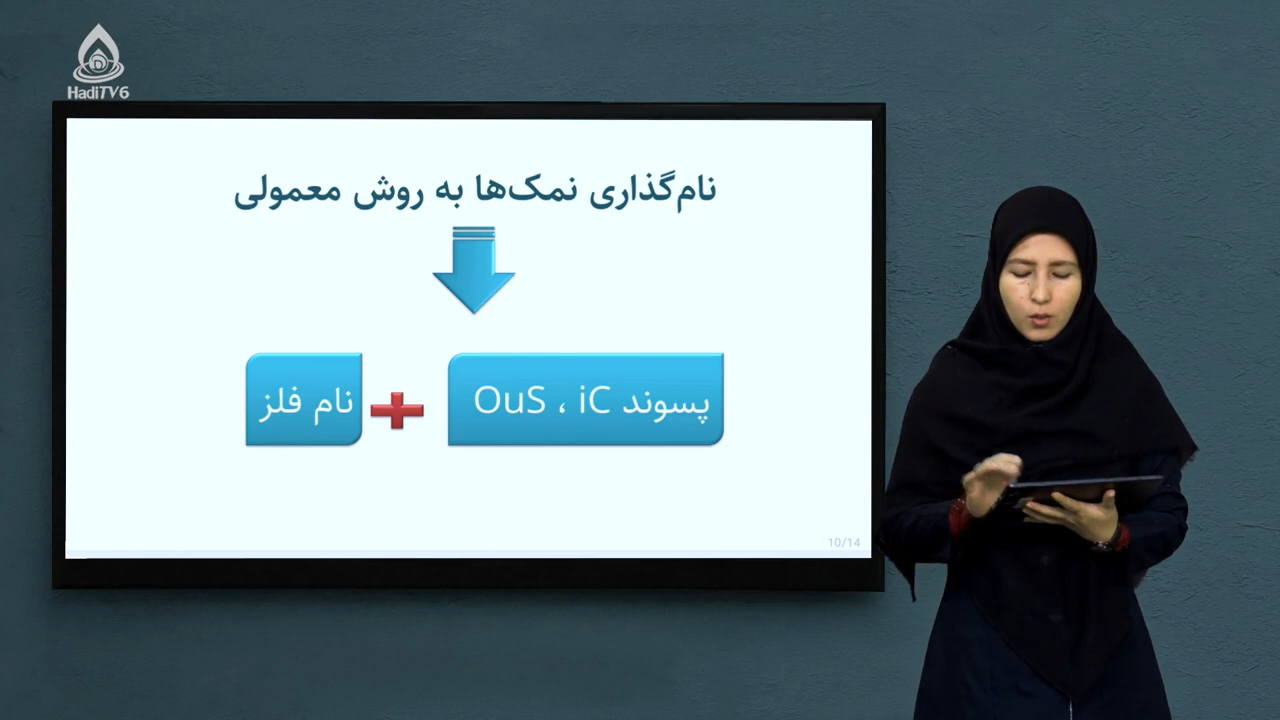 HadiTV6
نام‌گذاری نمک‌ها به روش معمولی
نام فلز
پسوند OuS ، iC
10/14